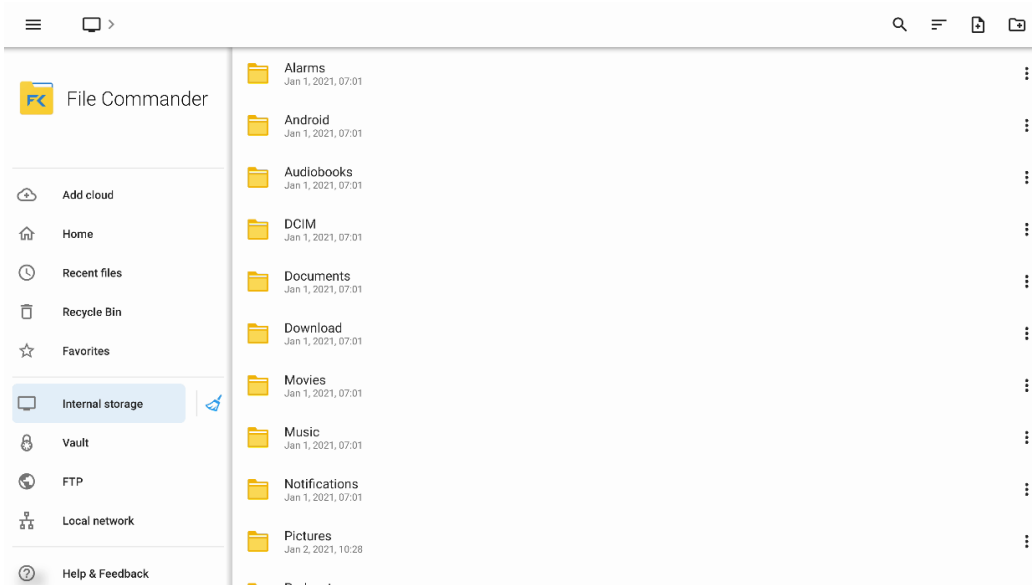 File Commander
Add cloud
Home
Recent files
Recycle Bin
Favorites
Internal storage
Vault
FTP
Local network
Help & Feedback
Alarms
Jan 1, 2021, 07:01
Android
Jan 1, 2021, 07:01
Audiobooks
Jan 1, 2021, 07:01
DCIM
Jan 1, 2021, 07:01
Documents
Jan 1, 2021, 07:01
Download
Jan 1, 2021, 07:01
Movies
Jan 1, 2021, 07:01
Music
Jan 1, 2021, 07:01
Notifications
Jan 1, 2021, 07:01
Pictures
Jan 2, 2021, 10:28